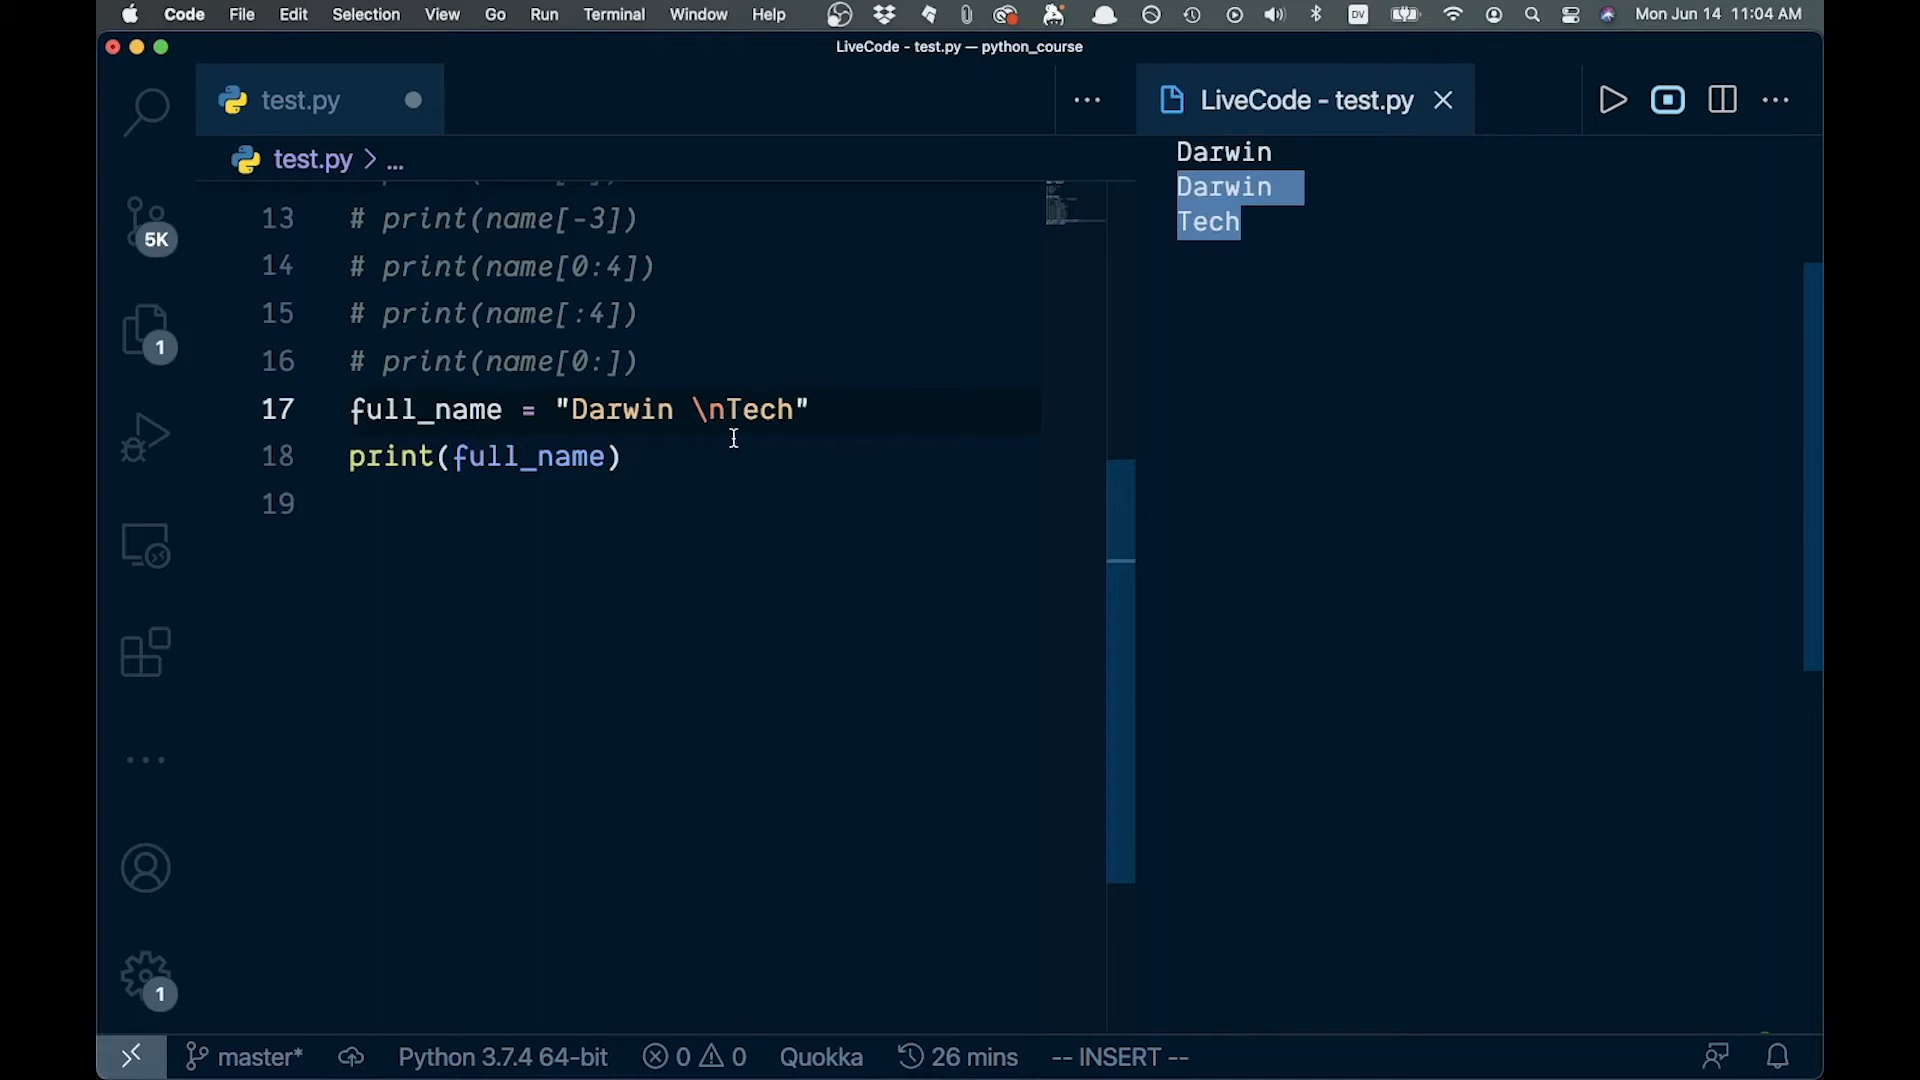 Code File Edit Selection View Go Run Terminal Window Help DV Mon Jun 14 11:04 AM
LiveCode - test.py — python_course
test.py ··· LiveCode - test.py
test.py > ...
13 # print(name[-3])
14 # print(name[0:4])
15 # print(name[:4])
16 # print(name[0:])
17 full_name = "Darwin \nTech"
18 print(full_name)
19
Darwin
Darwin
Tech
5K
1
1
master* Python 3.7.4 64-bit 0 0 Quokka 26 mins -- INSERT --